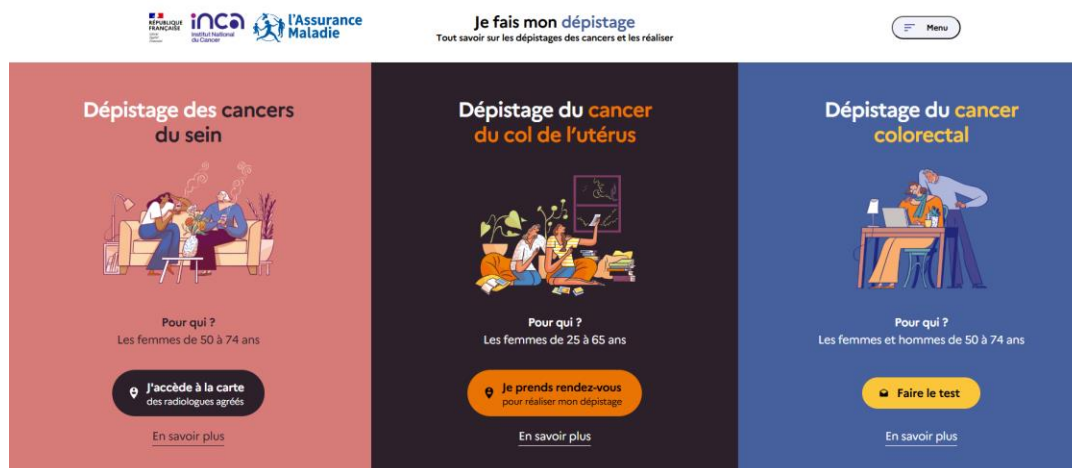 RÉPUBLIQUE
FRANÇAISE
inca
Institut National
du Cancer
l'Assurance
Maladie
Je fais mon dépistage
Tout savoir sur les dépistages des cancers et les réaliser
Menu
Dépistage des cancers
du sein
Pour qui ?
Les femmes de 50 à 74 ans
J'accède à la carte
des radiologues agréés
En savoir plus
Dépistage du cancer
du col de l'utérus
Pour qui ?
Les femmes de 25 à 65 ans
Je prends rendez-vous
pour réaliser mon dépistage
En savoir plus
Dépistage du cancer
colorectal
Pour qui ?
Les femmes et hommes de 50 à 74 ans
Faire le test
En savoir plus